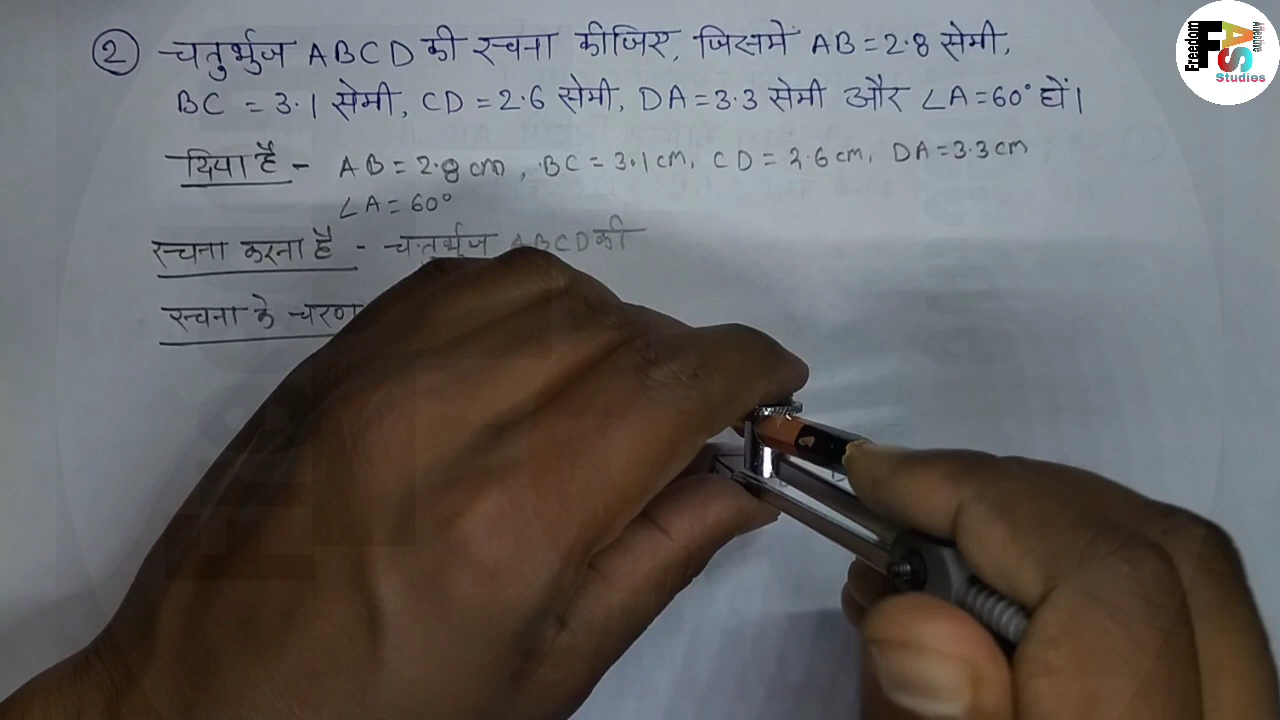 ② चतुर्भुज ABCD की रचना कीजिए, जिसमें AB=2.8 सेमी,
BC = 3.1 सेमी, CD = 2.6 सेमी, DA=3.3 सेमी और ∠A=60° हों।
दिया है - AB = 2.8 cm, BC = 3.1 cm, CD = 2.6 cm, DA=3.3 cm
∠A = 60°
रचना करना है - चतुर्भुज ABCD की
रचना के चरण
Freedom FAS Awesome
Studies